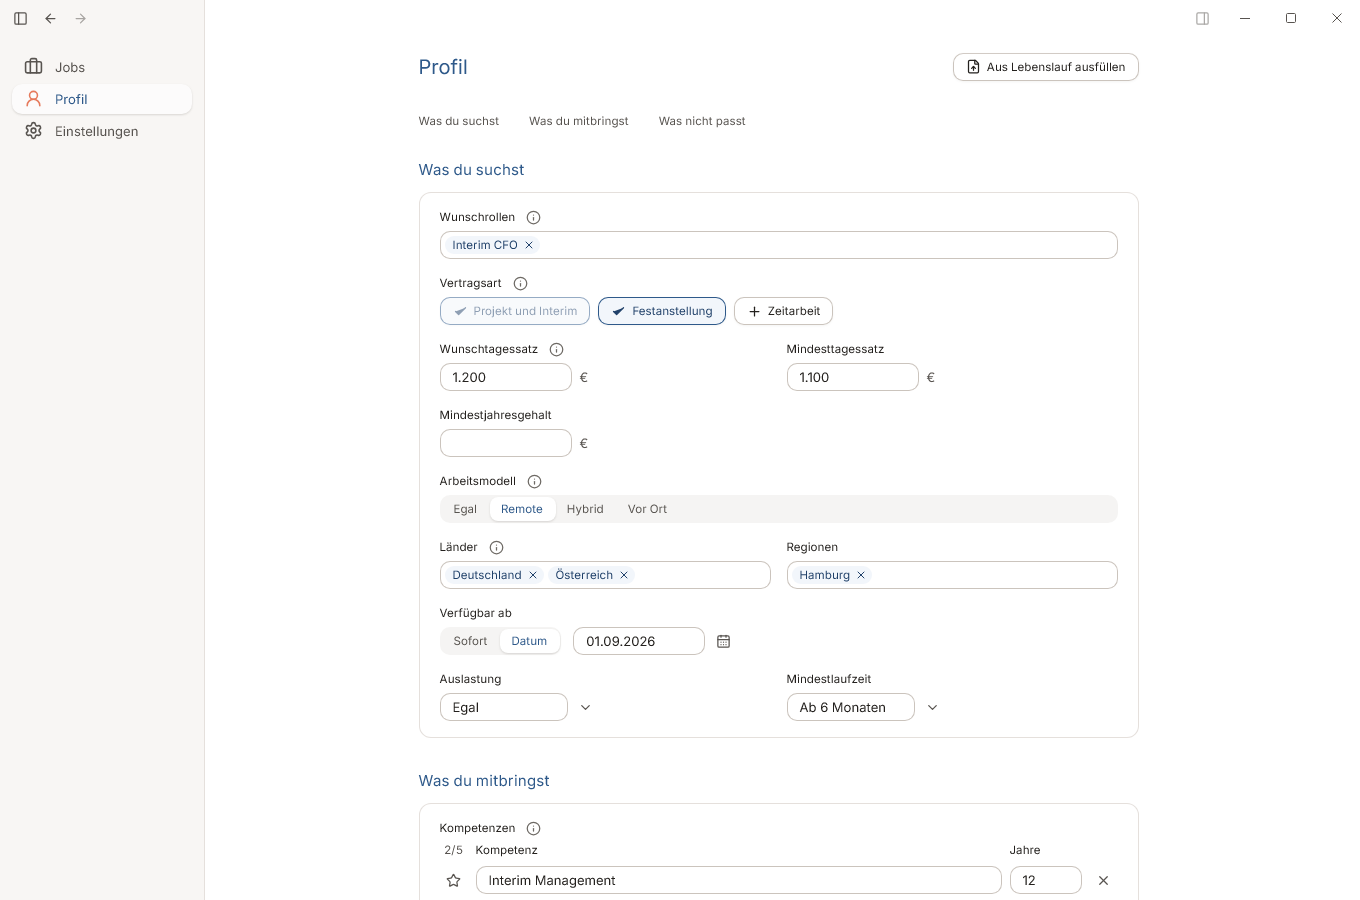 Jobs
Profil
Einstellungen
Profil
Aus Lebenslauf ausfüllen
Was du suchst Was du mitbringst Was nicht passt
Was du suchst
Wunschrollen
Interim CFO
Vertragsart
Projekt und Interim Festanstellung Zeitarbeit
Wunschtagessatz Mindesttagessatz
1.200 € 1.100 €
Mindestjahresgehalt
€
Arbeitsmodell
Egal Remote Hybrid Vor Ort
Länder Regionen
Deutschland Österreich Hamburg
Verfügbar ab
Sofort Datum 01.09.2026
Auslastung Mindestlaufzeit
Egal Ab 6 Monaten
Was du mitbringst
Kompetenzen
2/5 Kompetenz Jahre
Interim Management 12